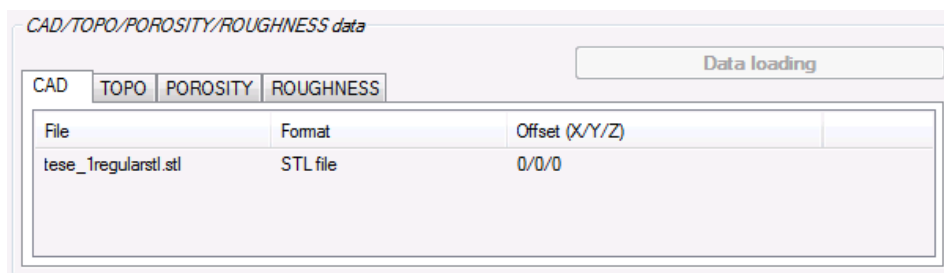 CAD/TOPO/POROSITY/ROUGHNESS data
Data loading
CAD TOPO POROSITY ROUGHNESS
File Format Offset (X/Y/Z)
tese_1regularstl.stl STL file 0/0/0